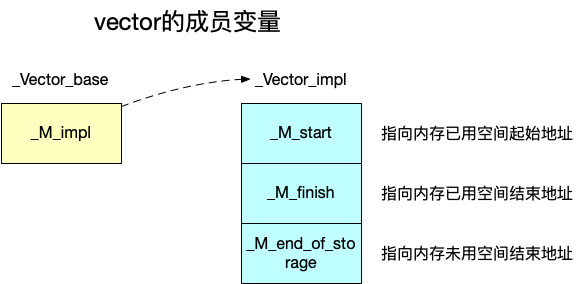 vector的成员变量
_Vector_base
_Vector_impl
_M_impl
_M_start
指向内存已用空间起始地址
_M_finish
指向内存已用空间结束地址
_M_end_of_sto
rage
指向内存未用空间结束地址